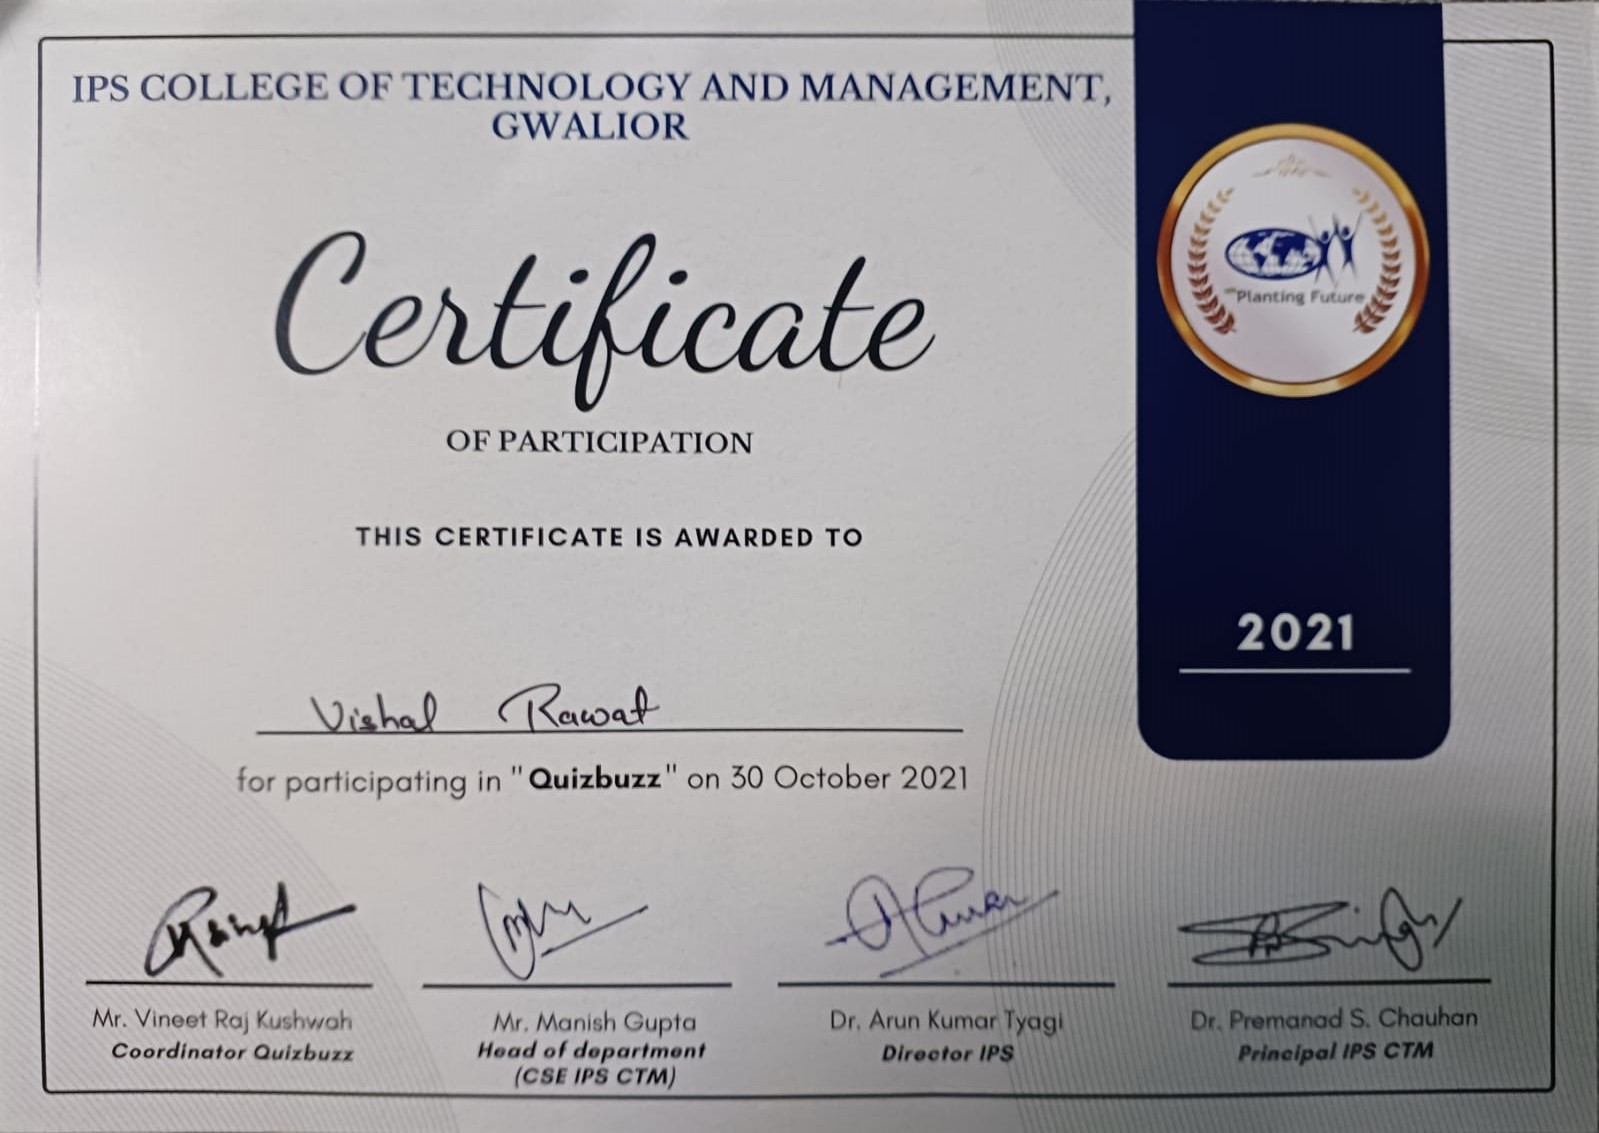 IPS COLLEGE OF TECHNOLOGY AND MANAGEMENT,
GWALIOR
Certificate
OF PARTICIPATION
THIS CERTIFICATE IS AWARDED TO
Vishal Rawat
for participating in "Quizbuzz" on 30 October 2021
Planting Future
2021
Mr. Vineet Raj Kushwah
Coordinator Quizbuzz
Mr. Manish Gupta
Head of department
(CSE IPS CTM)
Dr. Arun Kumar Tyagi
Director IPS
Dr. Premanad S. Chauhan
Principal IPS CTM